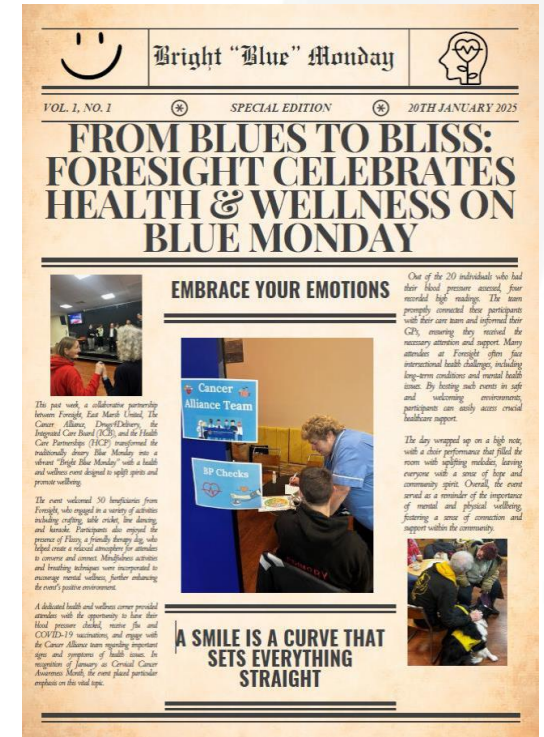 Bright “Blue” Monday
VOL. 1, NO. 1
SPECIAL EDITION
20TH JANUARY 2025
FROM BLUES TO BLISS:
FORESIGHT CELEBRATES
HEALTH & WELLNESS ON
BLUE MONDAY
This past week, a collaborative partnership
between Foresight, East Marsh United, The
Cancer Alliance, Drugs4Delivery, the
Integrated Care Board (ICB), and the Health
Care Partnerships (HCP) transformed the
traditionally dreary Blue Monday into a
vibrant "Bright Blue Monday" with a health
and wellness event designed to uplift spirits and
promote wellbeing.
The event welcomed 50 beneficiaries from
Foresight, who engaged in a variety of activities
including crafting, table cricket, line dancing,
and karaoke. Participants also enjoyed the
presence of Flossy, a friendly therapy dog, who
helped create a relaxed atmosphere for attendees
to converse and connect. Mindfulness activities
and breathing techniques were incorporated to
encourage mental wellness, further enhancing
the event's positive environment.
A dedicated health and wellness corner provided
attendees with the opportunity to have their
blood pressure checked, receive flu and
COVID-19 vaccinations, and engage with
the Cancer Alliance team regarding important
signs and symptoms of health issues. In
recognition of January as Cervical Cancer
Awareness Month, the event placed particular
emphasis on this vital topic.
EMBRACE YOUR EMOTIONS
Cancer
Alliance Team
BP Checks
A SMILE IS A CURVE THAT
SETS EVERYTHING
STRAIGHT
Out of the 20 individuals who had
their blood pressure assessed, four
recorded high readings. The team
promptly connected these participants
with their care team and informed their
GPs, ensuring they received the
necessary attention and support. Many
attendees at Foresight often face
intersectional health challenges, including
long-term conditions and mental health
issues. By hosting such events in safe
and welcoming environments,
participants can easily access crucial
healthcare support.
The day wrapped up on a high note,
with a choir performance that filled the
room with uplifting melodies, leaving
everyone with a sense of hope and
community spirit. Overall, the event
served as a reminder of the importance
of mental and physical wellbeing,
fostering a sense of connection and
support within the community.